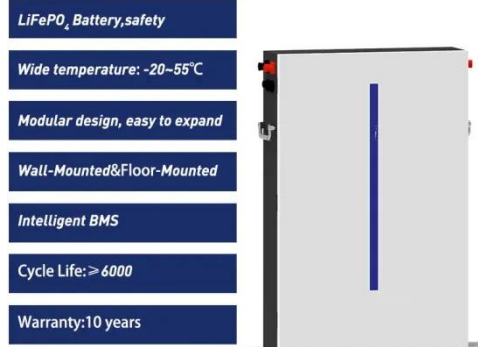 LiFePO₄ Battery,safety
Wide temperature: -20~55℃
Modular design, easy to expand
Wall-Mounted&Floor-Mounted
Intelligent BMS
Cycle Life:≥6000
Warranty:10 years